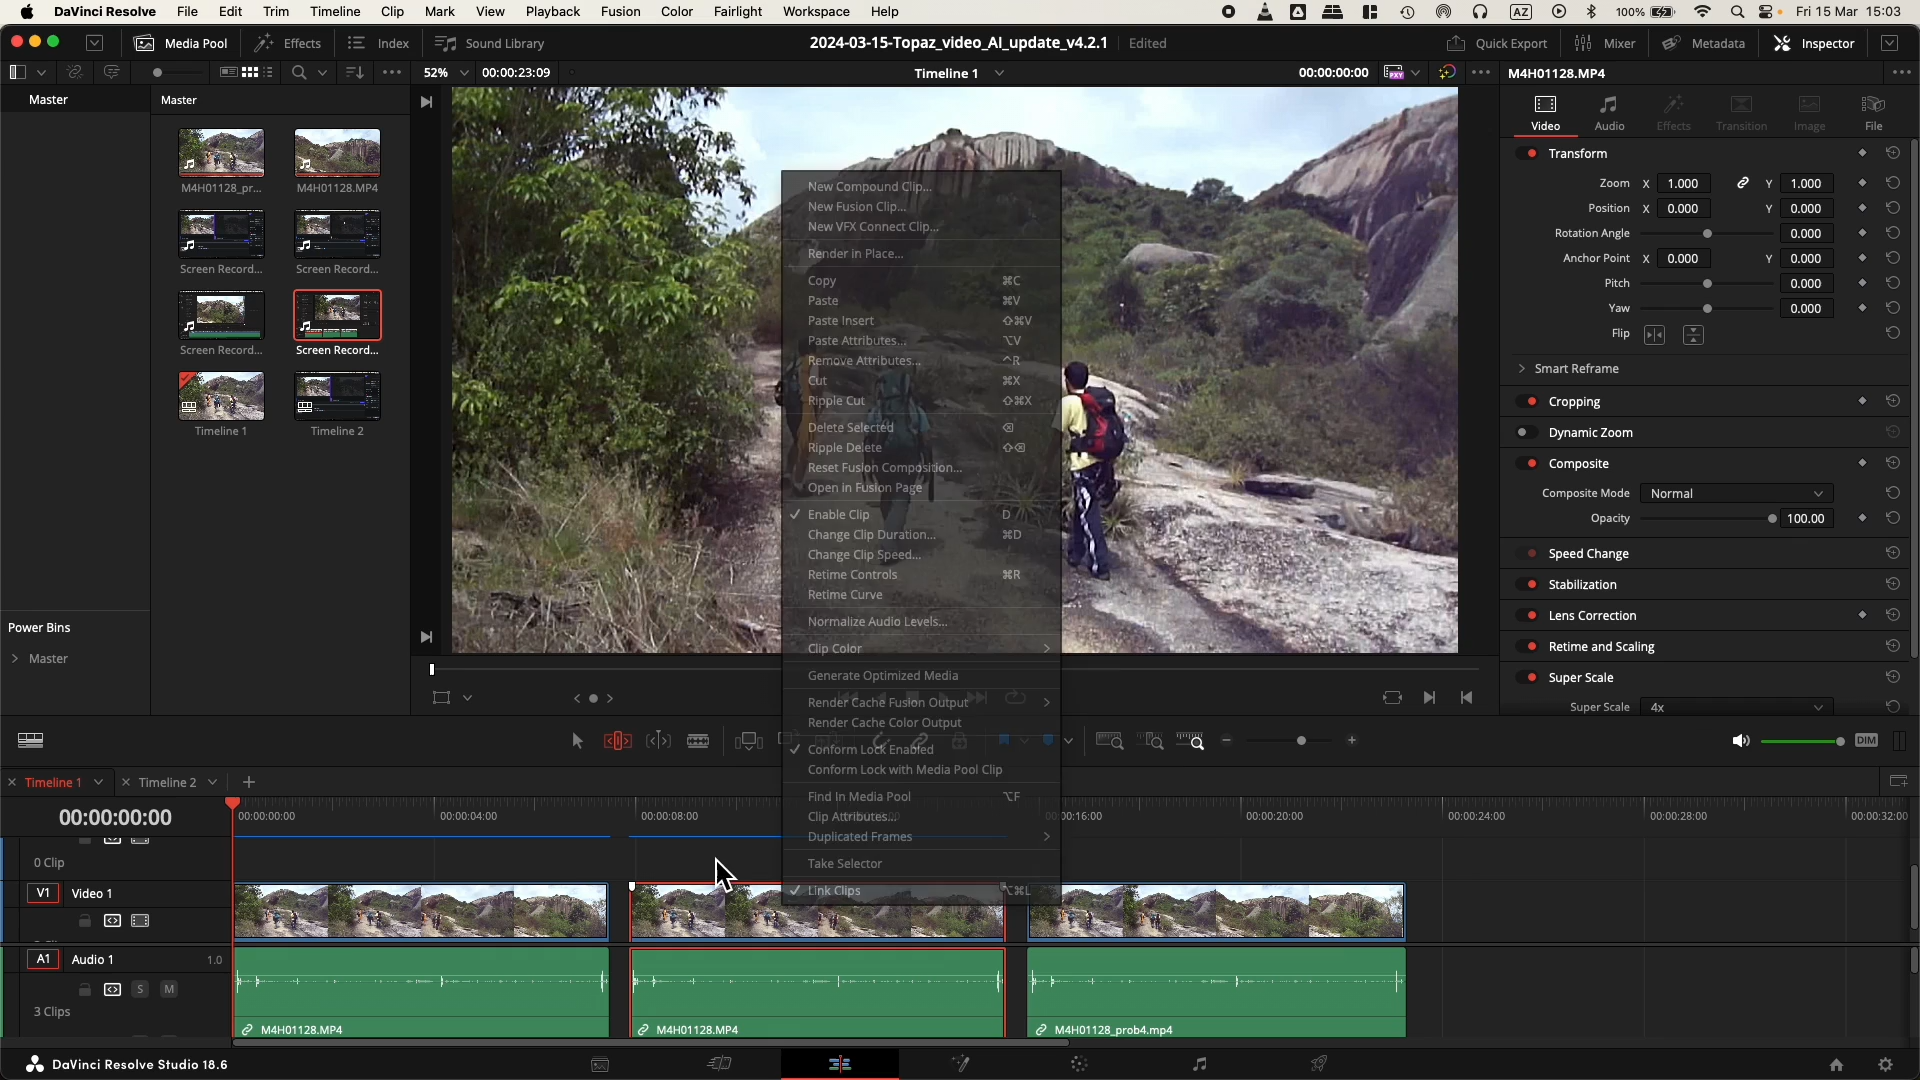 DaVinci Resolve File Edit Trim Timeline Clip Mark View Playback Fusion Color Fairlight Workspace Help AZ 100% Fri 15 Mar 15:03
Media Pool Effects Index Sound Library 2024-03-15-Topaz_video_AI_update_v4.2.1 Edited Quick Export Mixer Metadata Inspector
52% 00:00:23:09 Timeline 1 00:00:00:00 M4H01128.MP4
Master Master
Video Audio Effects Transition Image File
Transform
M4H01128_pr... M4H01128.MP4
Zoom X 1.000 Y 1.000
Position X 0.000 Y 0.000
Rotation Angle 0.000
Anchor Point X 0.000 Y 0.000
Pitch 0.000
Yaw 0.000
Flip
Screen Record... Screen Record...
Screen Record... Screen Record...
Timeline 1 Timeline 2
Smart Reframe
Cropping
Dynamic Zoom
Composite
Composite Mode Normal
Opacity 100.00
Speed Change
Stabilization
Lens Correction
Retime and Scaling
Super Scale
Super Scale 4x
New Compound Clip...
New Fusion Clip...
New VFX Connect Clip...
Render in Place...
Copy ⌘C
Paste ⌘V
Paste Insert ⇧⌘V
Paste Attributes... ⌥V
Remove Attributes... ^R
Cut ⌘X
Ripple Cut ⇧⌘X
Delete Selected ⌫
Ripple Delete ⇧⌫
Reset Fusion Composition...
Open in Fusion Page
✓ Enable Clip D
Change Clip Duration... ⌘D
Change Clip Speed...
Retime Controls ⌘R
Retime Curve
Normalize Audio Levels...
Clip Color >
Generate Optimized Media
Render Cache Fusion Output >
Render Cache Color Output
✓ Conform Lock Enabled
Conform Lock with Media Pool Clip
Find In Media Pool ⌥F
Clip Attributes...
Duplicated Frames >
Take Selector
✓ Link Clips ⌥⌘L
Power Bins
Master
DIM
Timeline 1 Timeline 2
00:00:00:00 00:00:00:00 00:00:04:00 00:00:08:00 00:16:00 00:00:20:00 00:00:24:00 00:00:28:00 00:00:32:00
0 Clip
V1 Video 1
A1 Audio 1 1.0
S M
3 Clips
M4H01128.MP4 M4H01128.MP4 M4H01128_prob4.mp4
DaVinci Resolve Studio 18.6